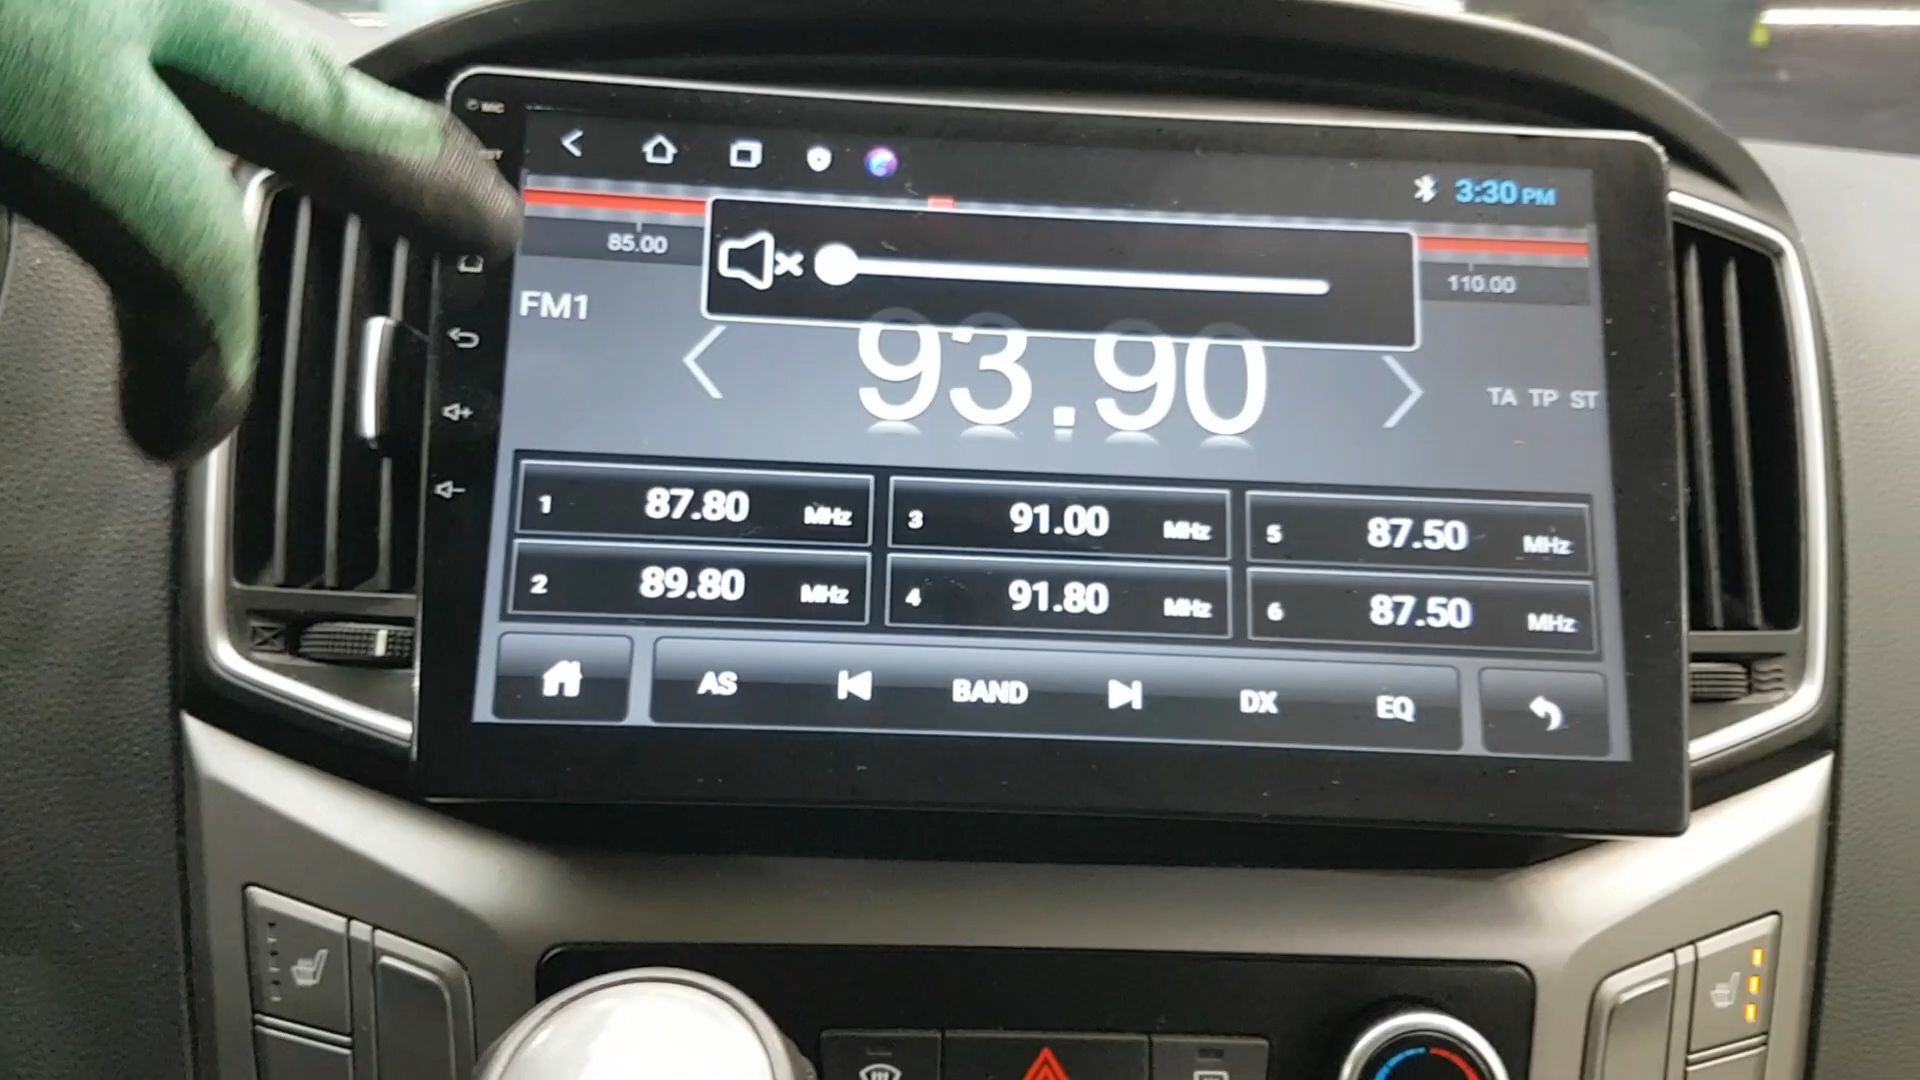 MIC
3:30 PM
85.00
110.00
FM1
93.90
TA TP ST
1 87.80 MHz
3 91.00 MHz
5 87.50 MHz
2 89.80 MHz
4 91.80 MHz
6 87.50 MHz
AS
BAND
DX
EQ